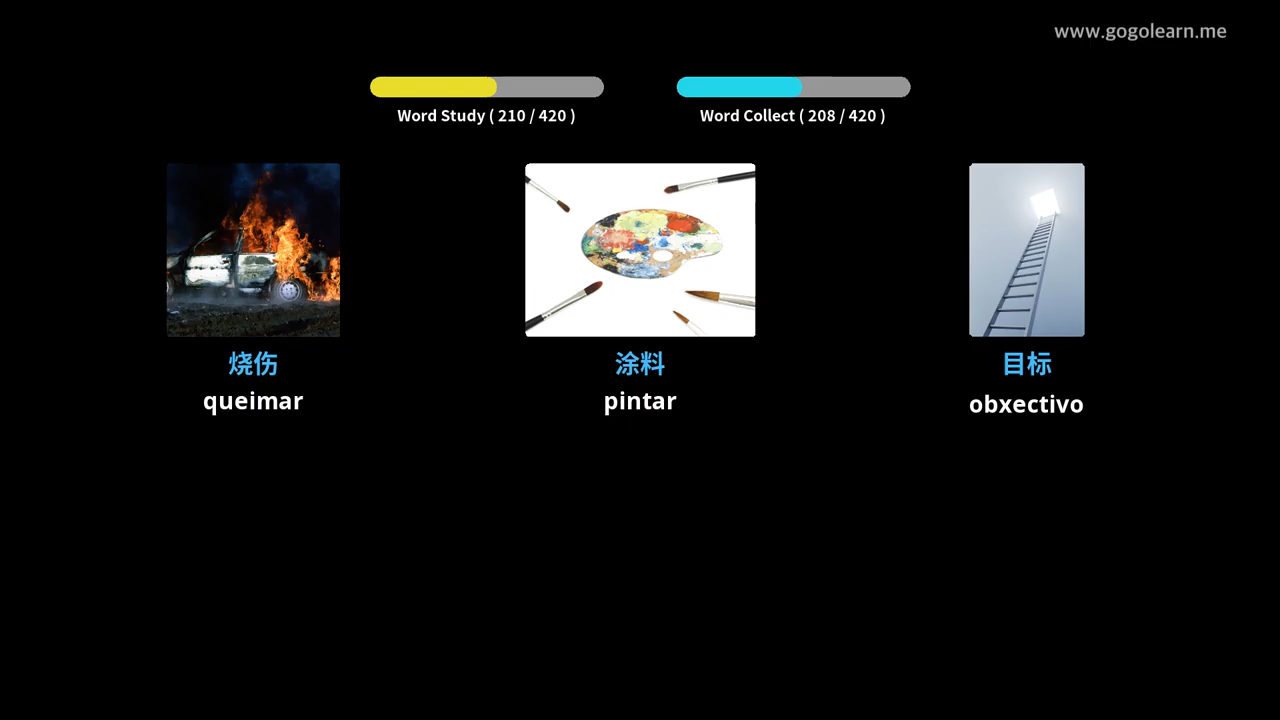 www.gogolearn.me
Word Study ( 210 / 420 )
Word Collect ( 208 / 420 )
烧伤
涂料
目标
queimar
pintar
obxectivo